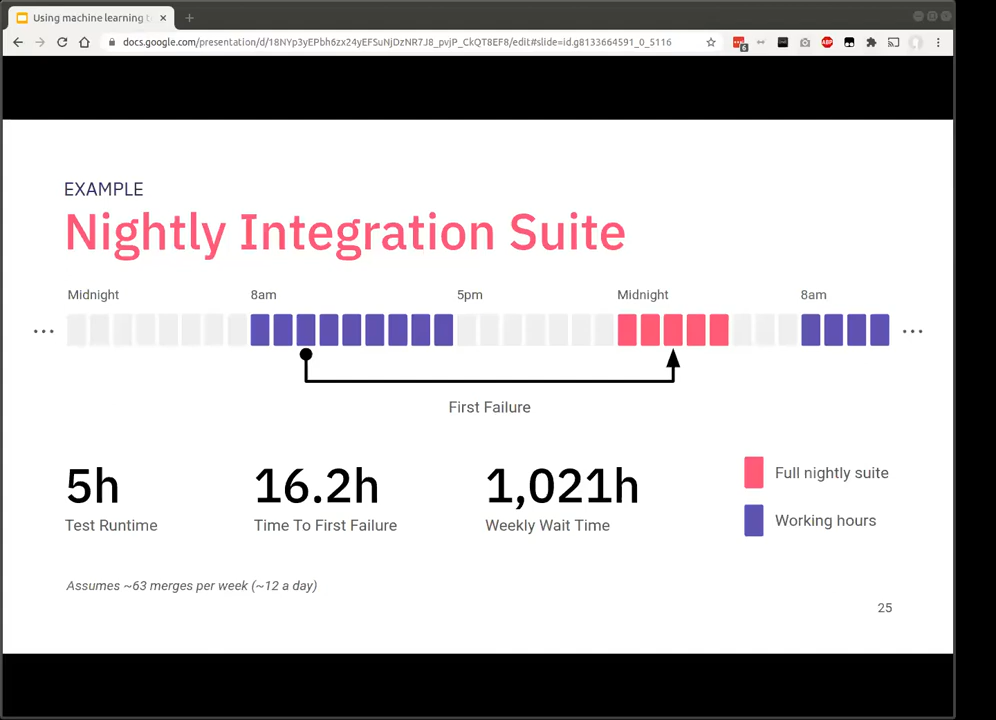 Using machine learning t
docs.google.com/presentation/d/18NYp3yEPbh6zx24yEFSuNjDzNR7J8_pvjP_CkQT8EF8/edit#slide=id.g8133664591_0_5116
6
ABP
EXAMPLE
Nightly Integration Suite
Midnight 8am 5pm Midnight 8am
... ...
First Failure
5h 16.2h 1,021h
Test Runtime Time To First Failure Weekly Wait Time
Full nightly suite
Working hours
Assumes ~63 merges per week (~12 a day)
25